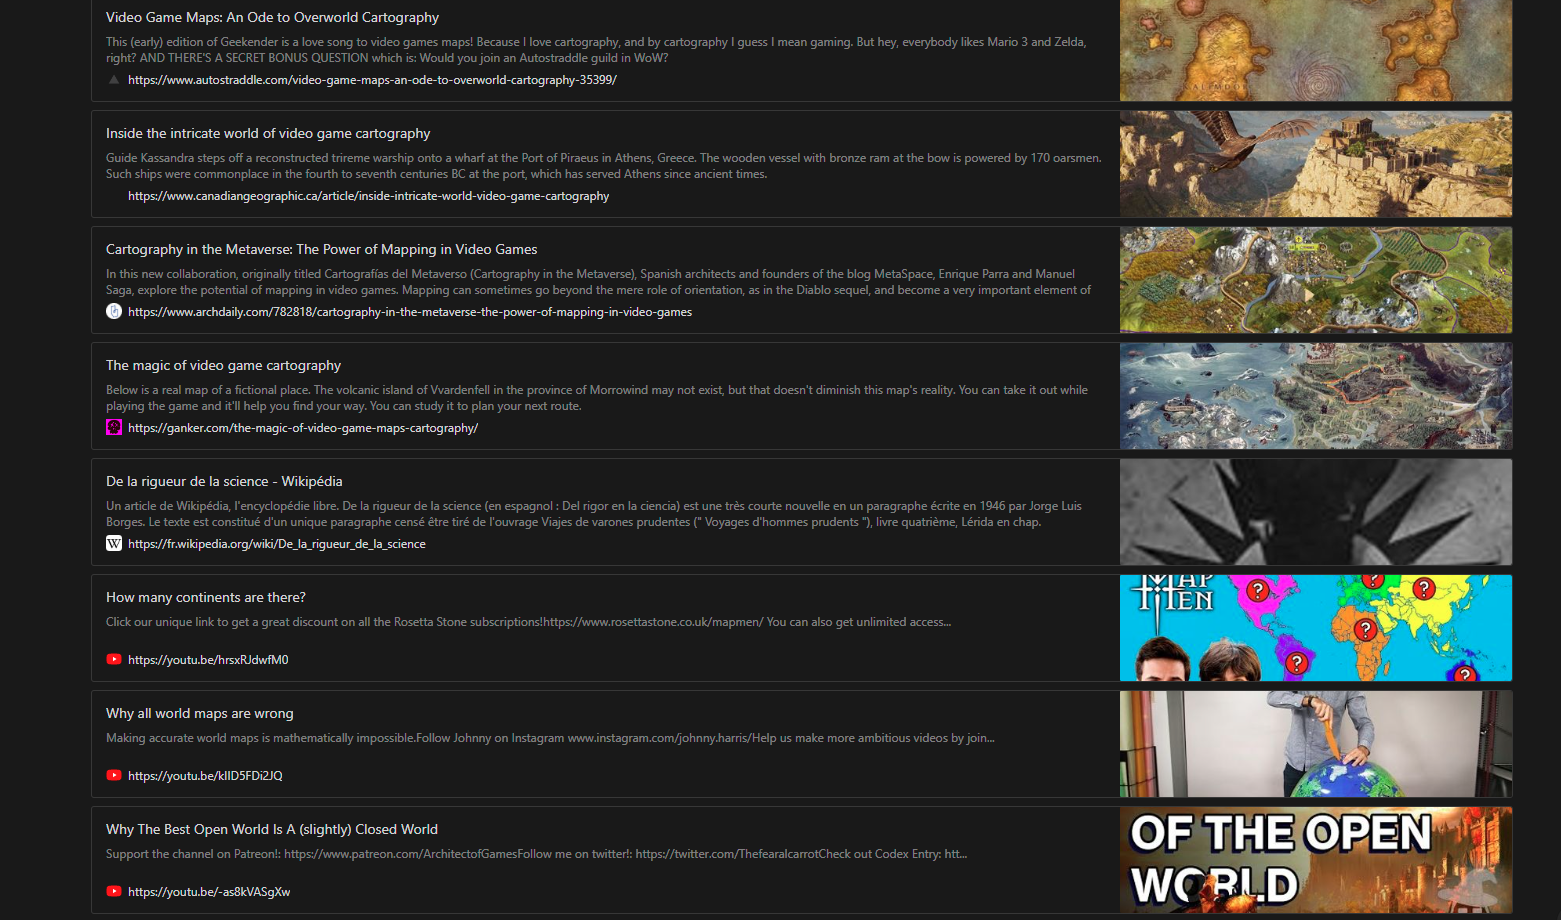 Video Game Maps: An Ode to Overworld Cartography
This (early) edition of Geekender is a love song to video games maps! Because I love cartography, and by cartography I guess I mean gaming. But hey, everybody likes Mario 3 and Zelda,
right? AND THERE'S A SECRET BONUS QUESTION which is: Would you join an Autostraddle guild in WoW?
https://www.autostraddle.com/video-game-maps-an-ode-to-overworld-cartography-35399/
Inside the intricate world of video game cartography
Guide Kassandra steps off a reconstructed trireme warship onto a wharf at the Port of Piraeus in Athens, Greece. The wooden vessel with bronze ram at the bow is powered by 170 oarsmen.
Such ships were commonplace in the fourth to seventh centuries BC at the port, which has served Athens since ancient times.
https://www.canadiangeographic.ca/article/inside-intricate-world-video-game-cartography
Cartography in the Metaverse: The Power of Mapping in Video Games
In this new collaboration, originally titled Cartografías del Metaverso (Cartography in the Metaverse), Spanish architects and founders of the blog MetaSpace, Enrique Parra and Manuel
Saga, explore the potential of mapping in video games. Mapping can sometimes go beyond the mere role of orientation, as in the Diablo sequel, and become a very important element of
https://www.archdaily.com/782818/cartography-in-the-metaverse-the-power-of-mapping-in-video-games
The magic of video game cartography
Below is a real map of a fictional place. The volcanic island of Vvardenfell in the province of Morrowind may not exist, but that doesn't diminish this map's reality. You can take it out while
playing the game and it'll help you find your way. You can study it to plan your next route.
https://ganker.com/the-magic-of-video-game-maps-cartography/
De la rigueur de la science - Wikipédia
Un article de Wikipédia, l'encyclopédie libre. De la rigueur de la science (en espagnol : Del rigor en la ciencia) est une très courte nouvelle en un paragraphe écrite en 1946 par Jorge Luis
Borges. Le texte est constitué d'un unique paragraphe censé être tiré de l'ouvrage Viajes de varones prudentes (" Voyages d'hommes prudents "), livre quatrième, Lérida en chap.
W https://fr.wikipedia.org/wiki/De_la_rigueur_de_la_science
How many continents are there?
Click our unique link to get a great discount on all the Rosetta Stone subscriptions!https://www.rosettastone.co.uk/mapmen/ You can also get unlimited access...
https://youtu.be/hrsxRJdwfM0
MAP
MEN
Why all world maps are wrong
Making accurate world maps is mathematically impossible.Follow Johnny on Instagram www.instagram.com/johnny.harris/Help us make more ambitious videos by join...
https://youtu.be/kIID5FDi2JQ
Why The Best Open World Is A (slightly) Closed World
Support the channel on Patreon!: https://www.patreon.com/ArchitectofGamesFollow me on twitter!: https://twitter.com/ThefearalcarrotCheck out Codex Entry: htt...
https://youtu.be/-as8kVASgXw
OF THE OPEN
WORLD